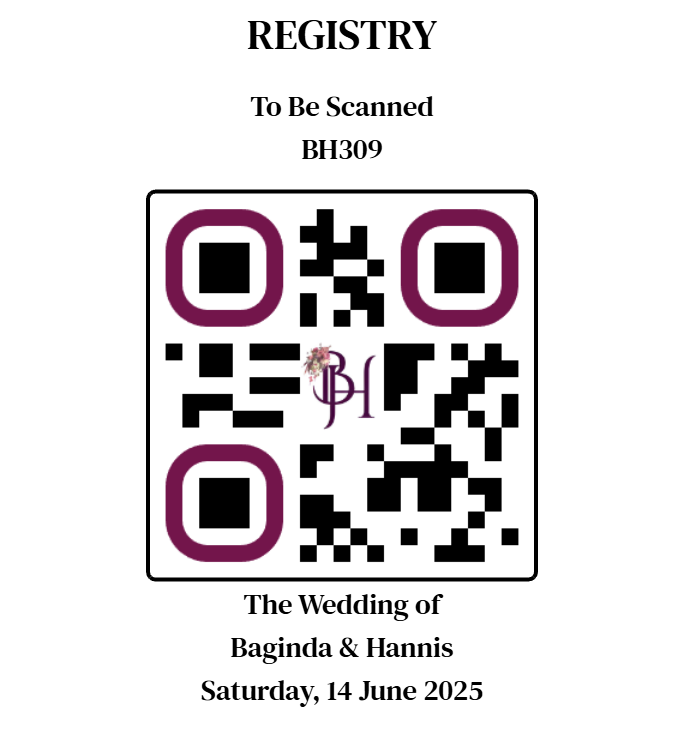 REGISTRY
To Be Scanned
BH309
BH
The Wedding of
Baginda & Hannis
Saturday, 14 June 2025